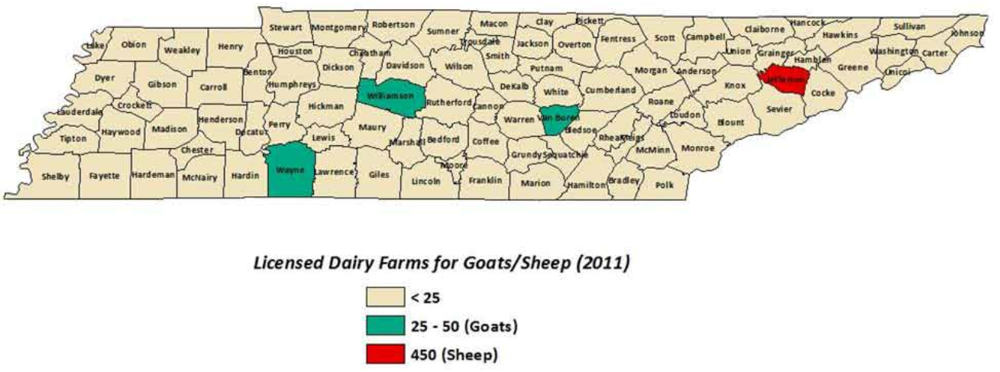 Stewart Montgomery Robertson Sumner Macon Clay Pickett Fentress Scott Campbell Claiborne Hancock Hawkins Sullivan Johnson
Lake Obion Weakley Henry Houston Cheatham Trousdale Jackson Overton Union Grainger Hamblen Washington Carter
Dyer Gibson Carroll Benton Humphreys Dickson Davidson Wilson Smith Putnam Morgan Anderson Knox Jefferson Greene Unicoi
Lauderdale Crockett Henderson Hickman Williamson Rutherford Cannon DeKalb White Cumberland Roane Loudon Sevier Cocke
Tipton Haywood Madison Decatur Perry Lewis Maury Marshall Bedford Coffee Warren Van Buren Bledsoe Rhea Meigs McMinn Monroe Blount
Shelby Fayette Hardeman Chester McNairy Hardin Wayne Lawrence Giles Lincoln Moore Franklin Grundy Sequatchie Marion Hamilton Bradley Polk
Licensed Dairy Farms for Goats/Sheep (2011)
< 25
25 - 50 (Goats)
450 (Sheep)